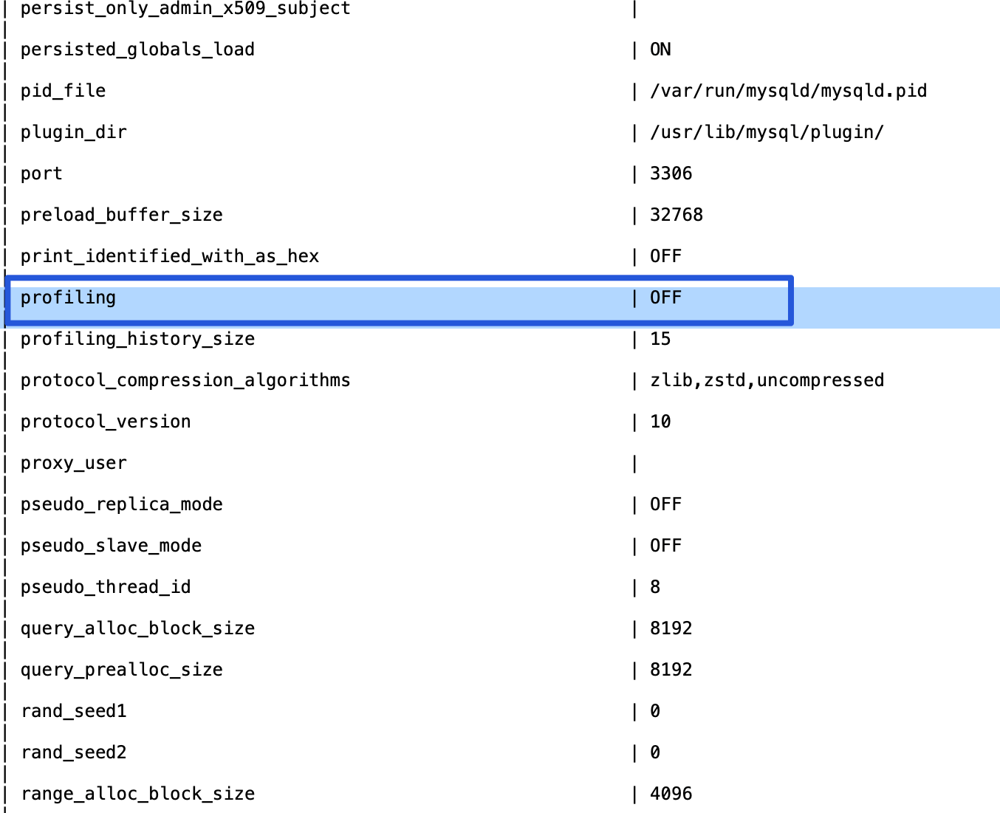 | persist_only_admin_x509_subject | 
|
| persisted_globals_load | ON
|
| pid_file | /var/run/mysqld/mysqld.pid
|
| plugin_dir | /usr/lib/mysql/plugin/
|
| port | 3306
|
| preload_buffer_size | 32768
|
| print_identified_with_as_hex | OFF
|
| profiling | OFF
|
| profiling_history_size | 15
|
| protocol_compression_algorithms | zlib,zstd,uncompressed
|
| protocol_version | 10
|
| proxy_user | 
|
| pseudo_replica_mode | OFF
|
| pseudo_slave_mode | OFF
|
| pseudo_thread_id | 8
|
| query_alloc_block_size | 8192
|
| query_prealloc_size | 8192
|
| rand_seed1 | 0
|
| rand_seed2 | 0
|
| range_alloc_block_size | 4096
|